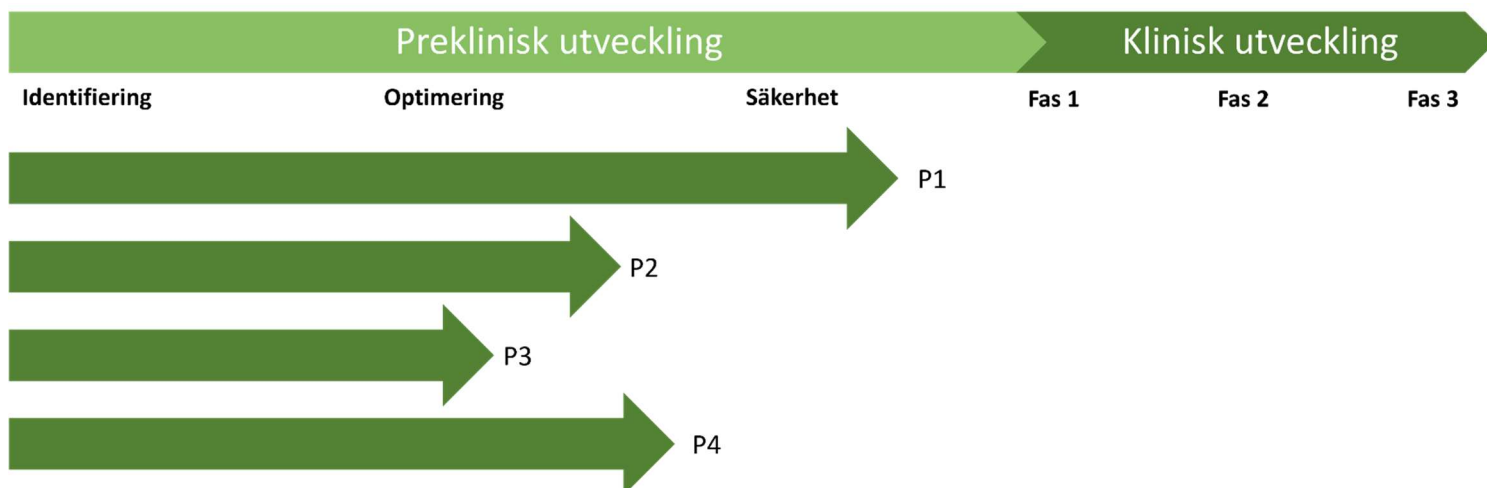 Preklinisk utveckling Klinisk utveckling
Identifiering Optimering Säkerhet Fas 1 Fas 2 Fas 3
P1
P2
P3
P4